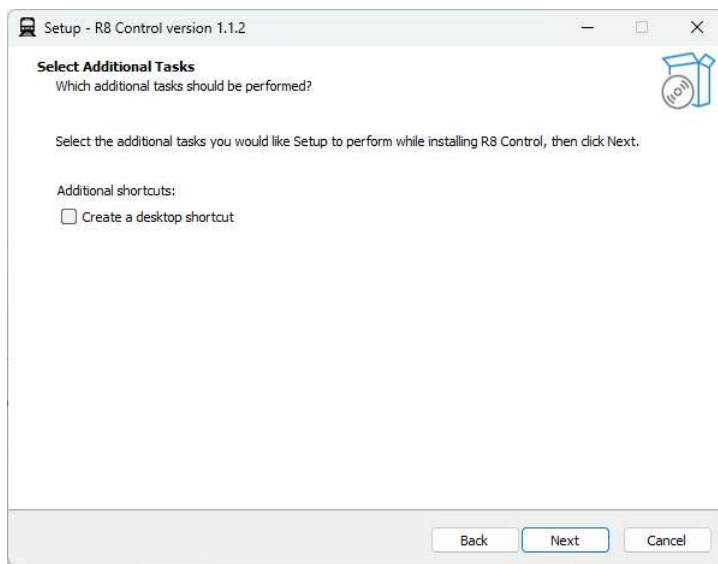 Setup - R8 Control version 1.1.2
Select Additional Tasks
Which additional tasks should be performed?
Select the additional tasks you would like Setup to perform while installing R8 Control, then click Next.
Additional shortcuts:
Create a desktop shortcut
Back Next Cancel